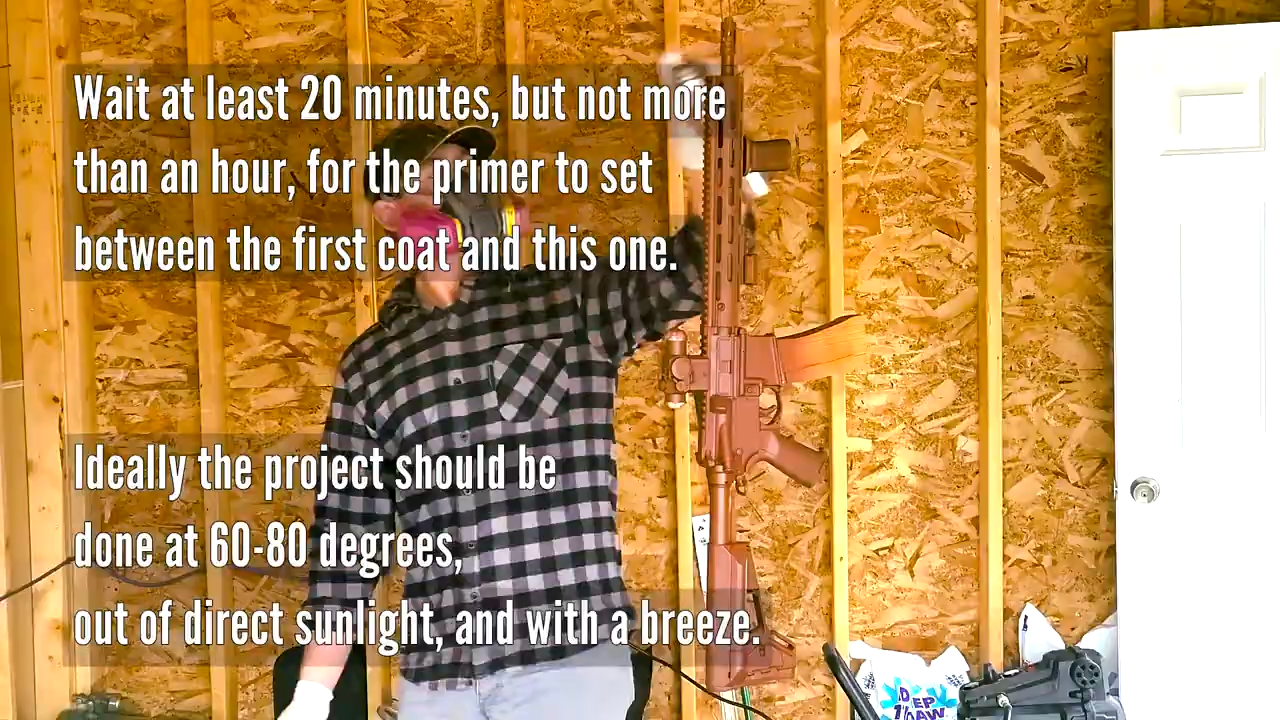 Wait at least 20 minutes, but not more
than an hour, for the primer to set
between the first coat and this one.
Ideally the project should be
done at 60-80 degrees,
out of direct sunlight, and with a breeze.